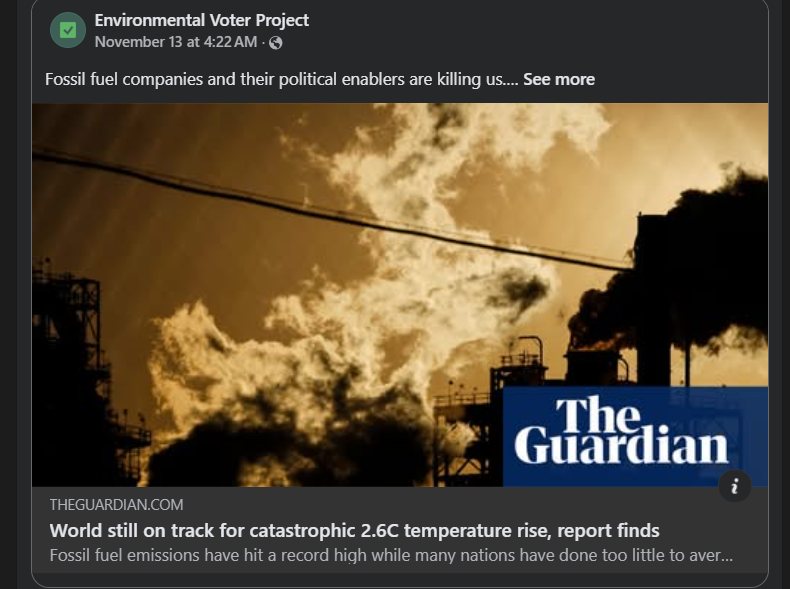 Environmental Voter Project
November 13 at 4:22 AM ·
Fossil fuel companies and their political enablers are killing us.... See more
The
Guardian
i
THEGUARDIAN.COM
World still on track for catastrophic 2.6C temperature rise, report finds
Fossil fuel emissions have hit a record high while many nations have done too little to aver...